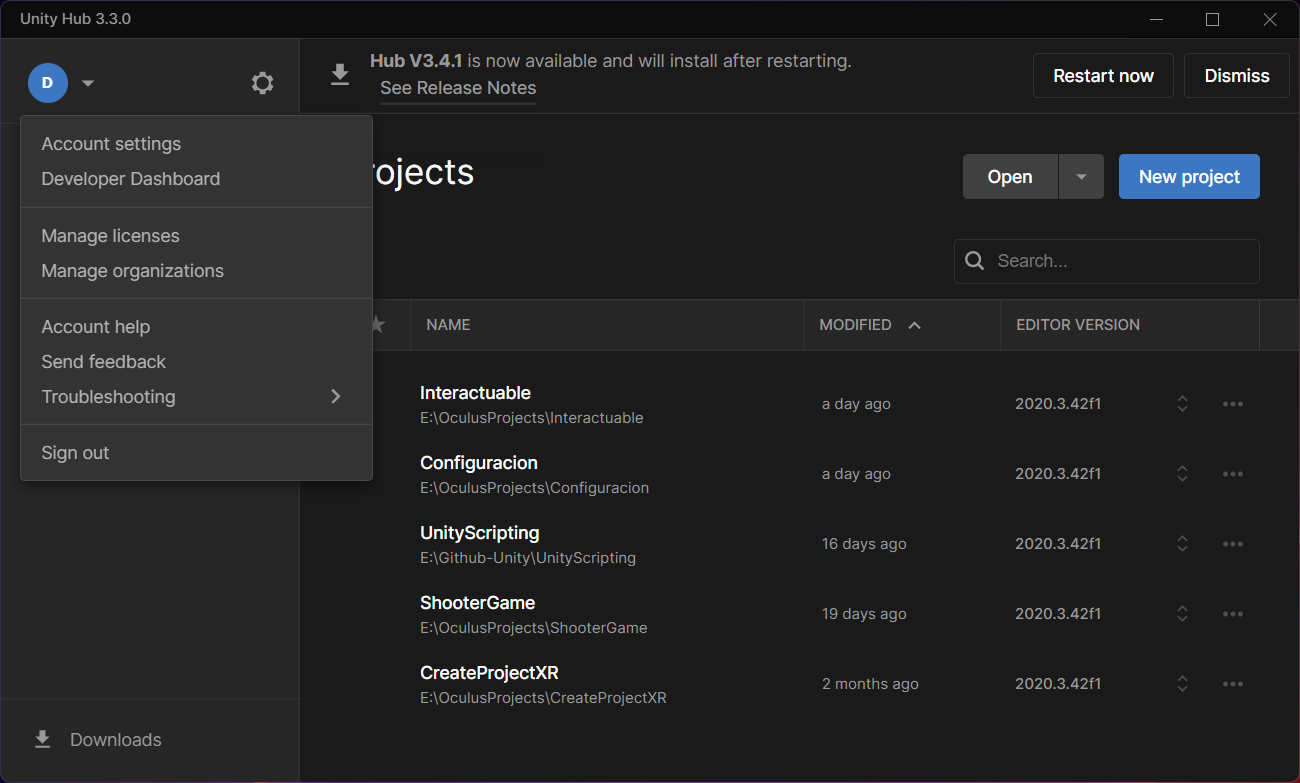 Unity Hub 3.3.0
D
Hub V3.4.1 is now available and will install after restarting.
See Release Notes
Restart now
Dismiss
Account settings
Developer Dashboard
Manage licenses
Manage organizations
Account help
Send feedback
Troubleshooting
Sign out
Downloads
rojects
Open
New project
Search...
NAME
MODIFIED
EDITOR VERSION
Interactuable
E:\OculusProjects\Interactuable
a day ago
2020.3.42f1
Configuracion
E:\OculusProjects\Configuracion
a day ago
2020.3.42f1
UnityScripting
E:\Github-Unity\UnityScripting
16 days ago
2020.3.42f1
ShooterGame
E:\OculusProjects\ShooterGame
19 days ago
2020.3.42f1
CreateProjectXR
E:\OculusProjects\CreateProjectXR
2 months ago
2020.3.42f1